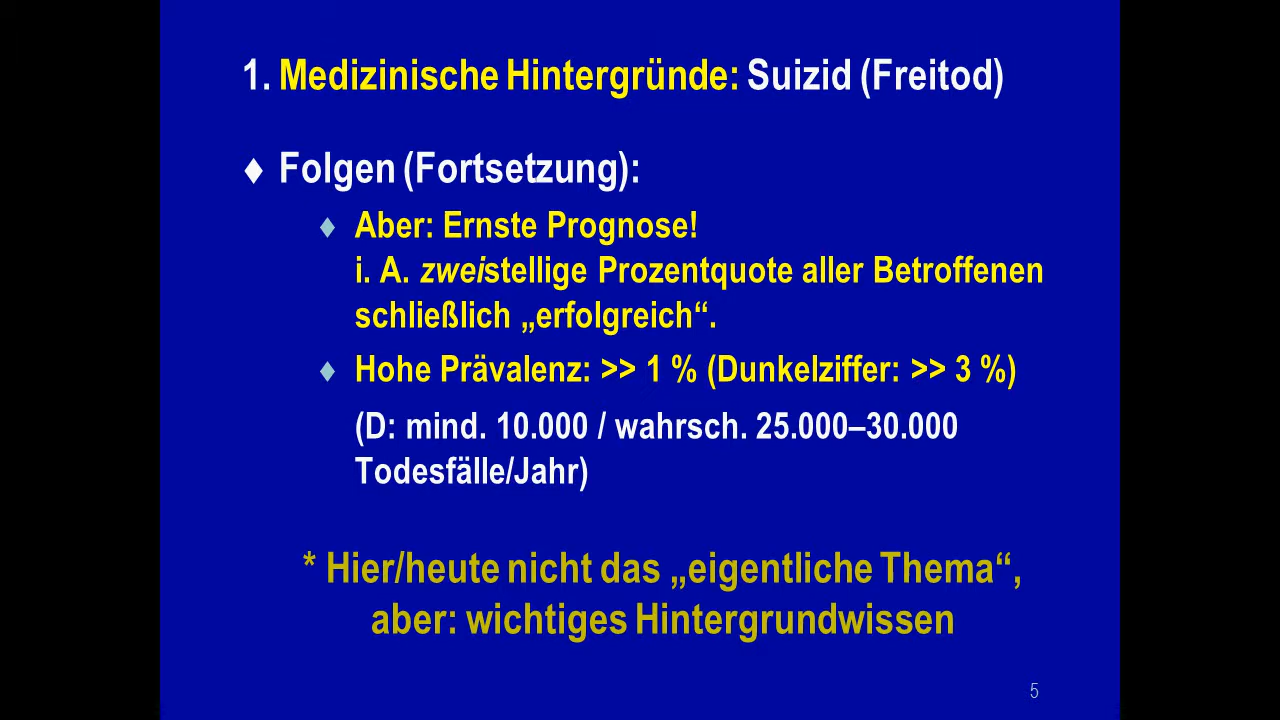 1. Medizinische Hintergründe: Suizid (Freitod)
♦ Folgen (Fortsetzung):
♦ Aber: Ernste Prognose!
i. A. zweistellige Prozentquote aller Betroffenen
schließlich „erfolgreich“.
♦ Hohe Prävalenz: >> 1 % (Dunkelziffer: >> 3 %)
(D: mind. 10.000 / wahrsch. 25.000–30.000
Todesfälle/Jahr)
* Hier/heute nicht das „eigentliche Thema“,
aber: wichtiges Hintergrundwissen
5